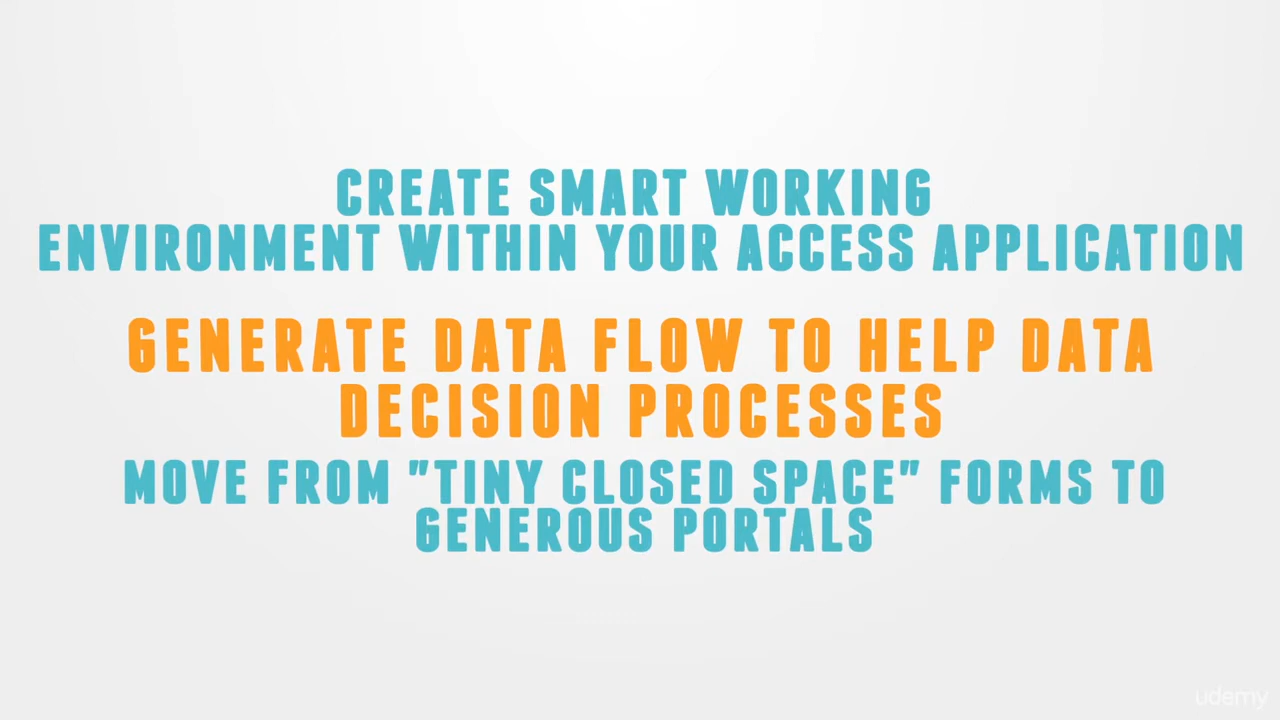 CREATE SMART WORKING
ENVIRONMENT WITHIN YOUR ACCESS APPLICATION
GENERATE DATA FLOW TO HELP DATA
DECISION PROCESSES
MOVE FROM "TINY CLOSED SPACE" FORMS TO
GENEROUS PORTALS
udemy